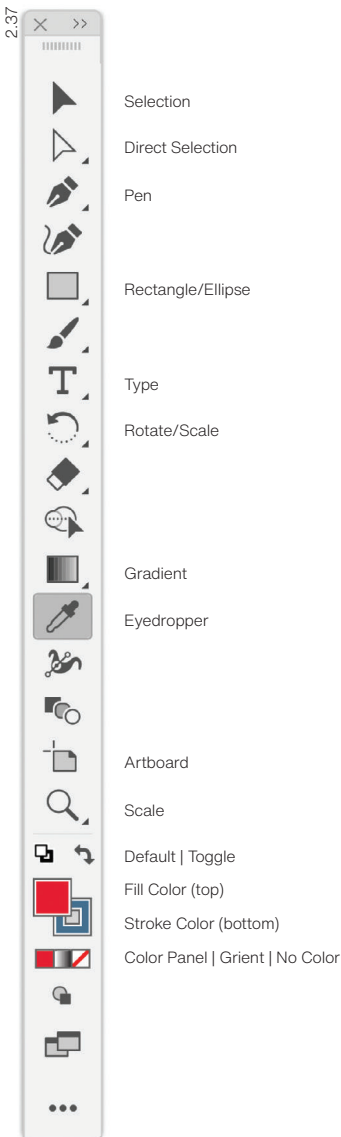 2.37
Selection
Direct Selection
Pen
Rectangle/Ellipse
Type
Rotate/Scale
Gradient
Eyedropper
Artboard
Scale
Default | Toggle
Fill Color (top)
Stroke Color (bottom)
Color Panel | Grient | No Color